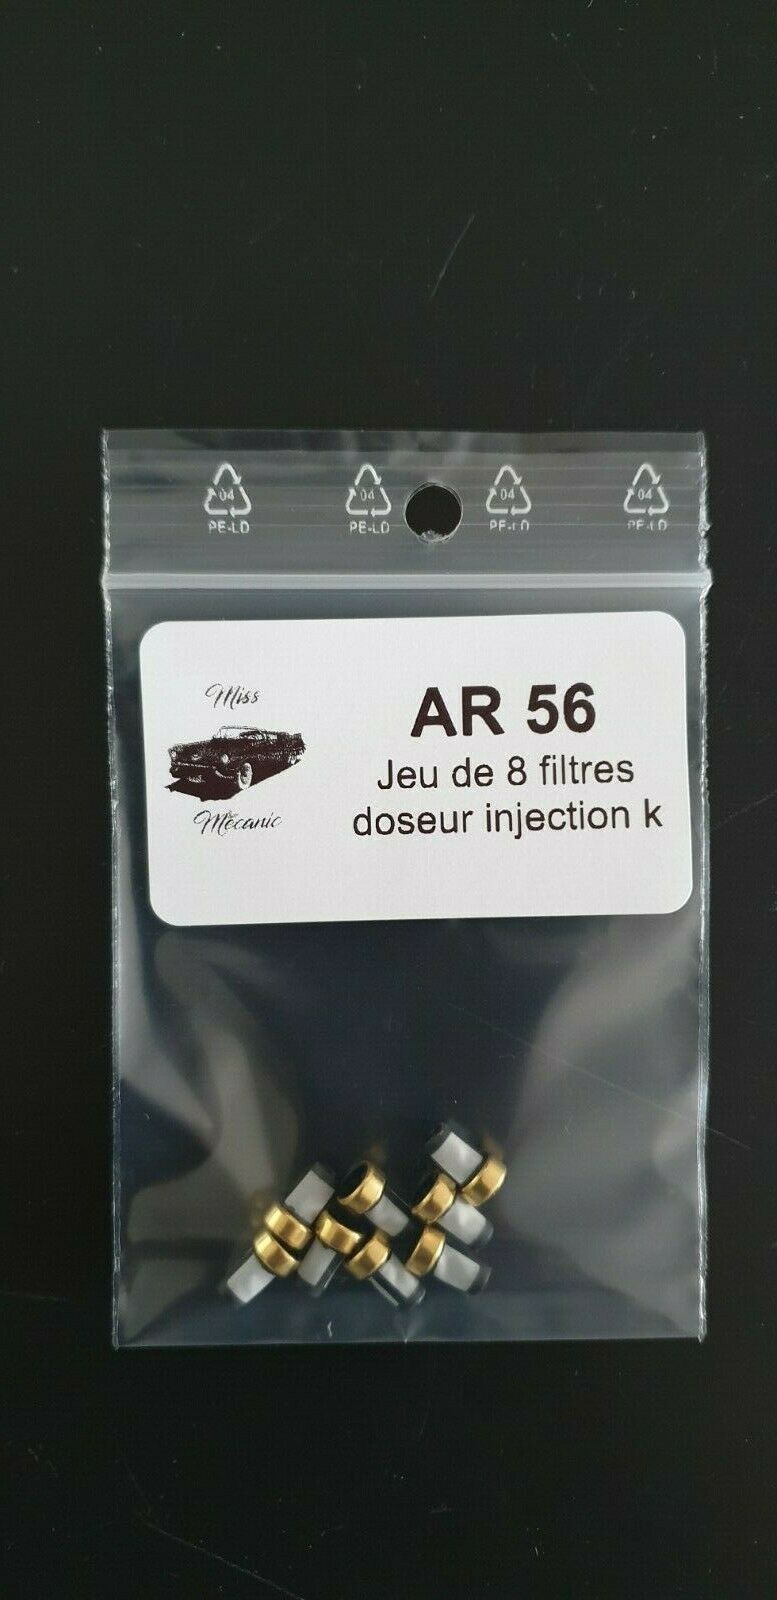 04 04 04 04
PE-LD PE-LD PE-LD PE-LD
Miss
Mécanic
AR 56
Jeu de 8 filtres
doseur injection k